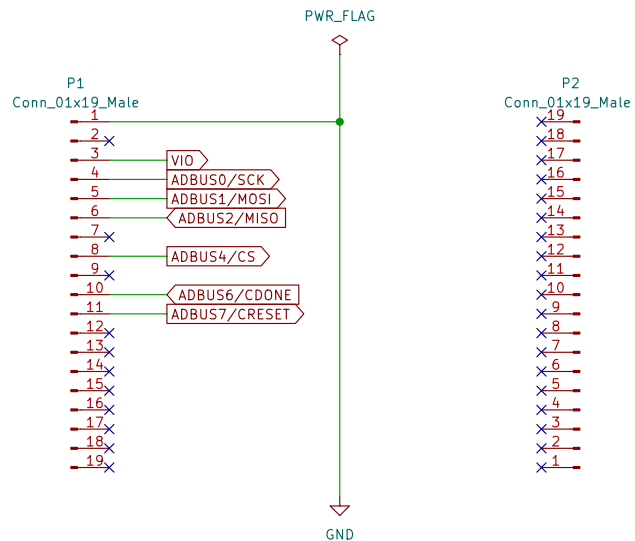 PWR_FLAG
P1
Conn_01x19_Male
P2
Conn_01x19_Male
1
2
3 VIO
4 ADBUS0/SCK
5 ADBUS1/MOSI
6 ADBUS2/MISO
7
8 ADBUS4/CS
9
10 ADBUS6/CDONE
11 ADBUS7/CRESET
12
13
14
15
16
17
18
19
19
18
17
16
15
14
13
12
11
10
9
8
7
6
5
4
3
2
1
GND